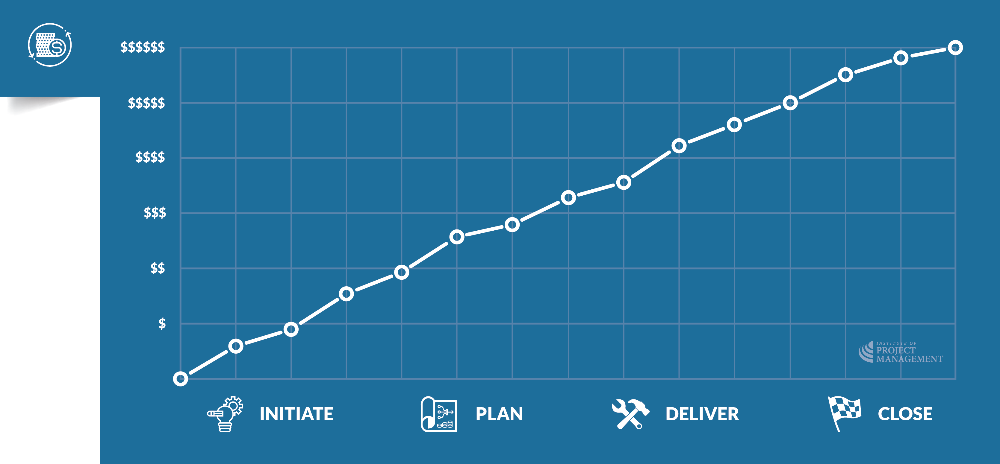 $$$$$$
$$$$$
$$$$
$$$
$$
$
INSTITUTE OF
PROJECT
MANAGEMENT
INITIATE
PLAN
DELIVER
CLOSE